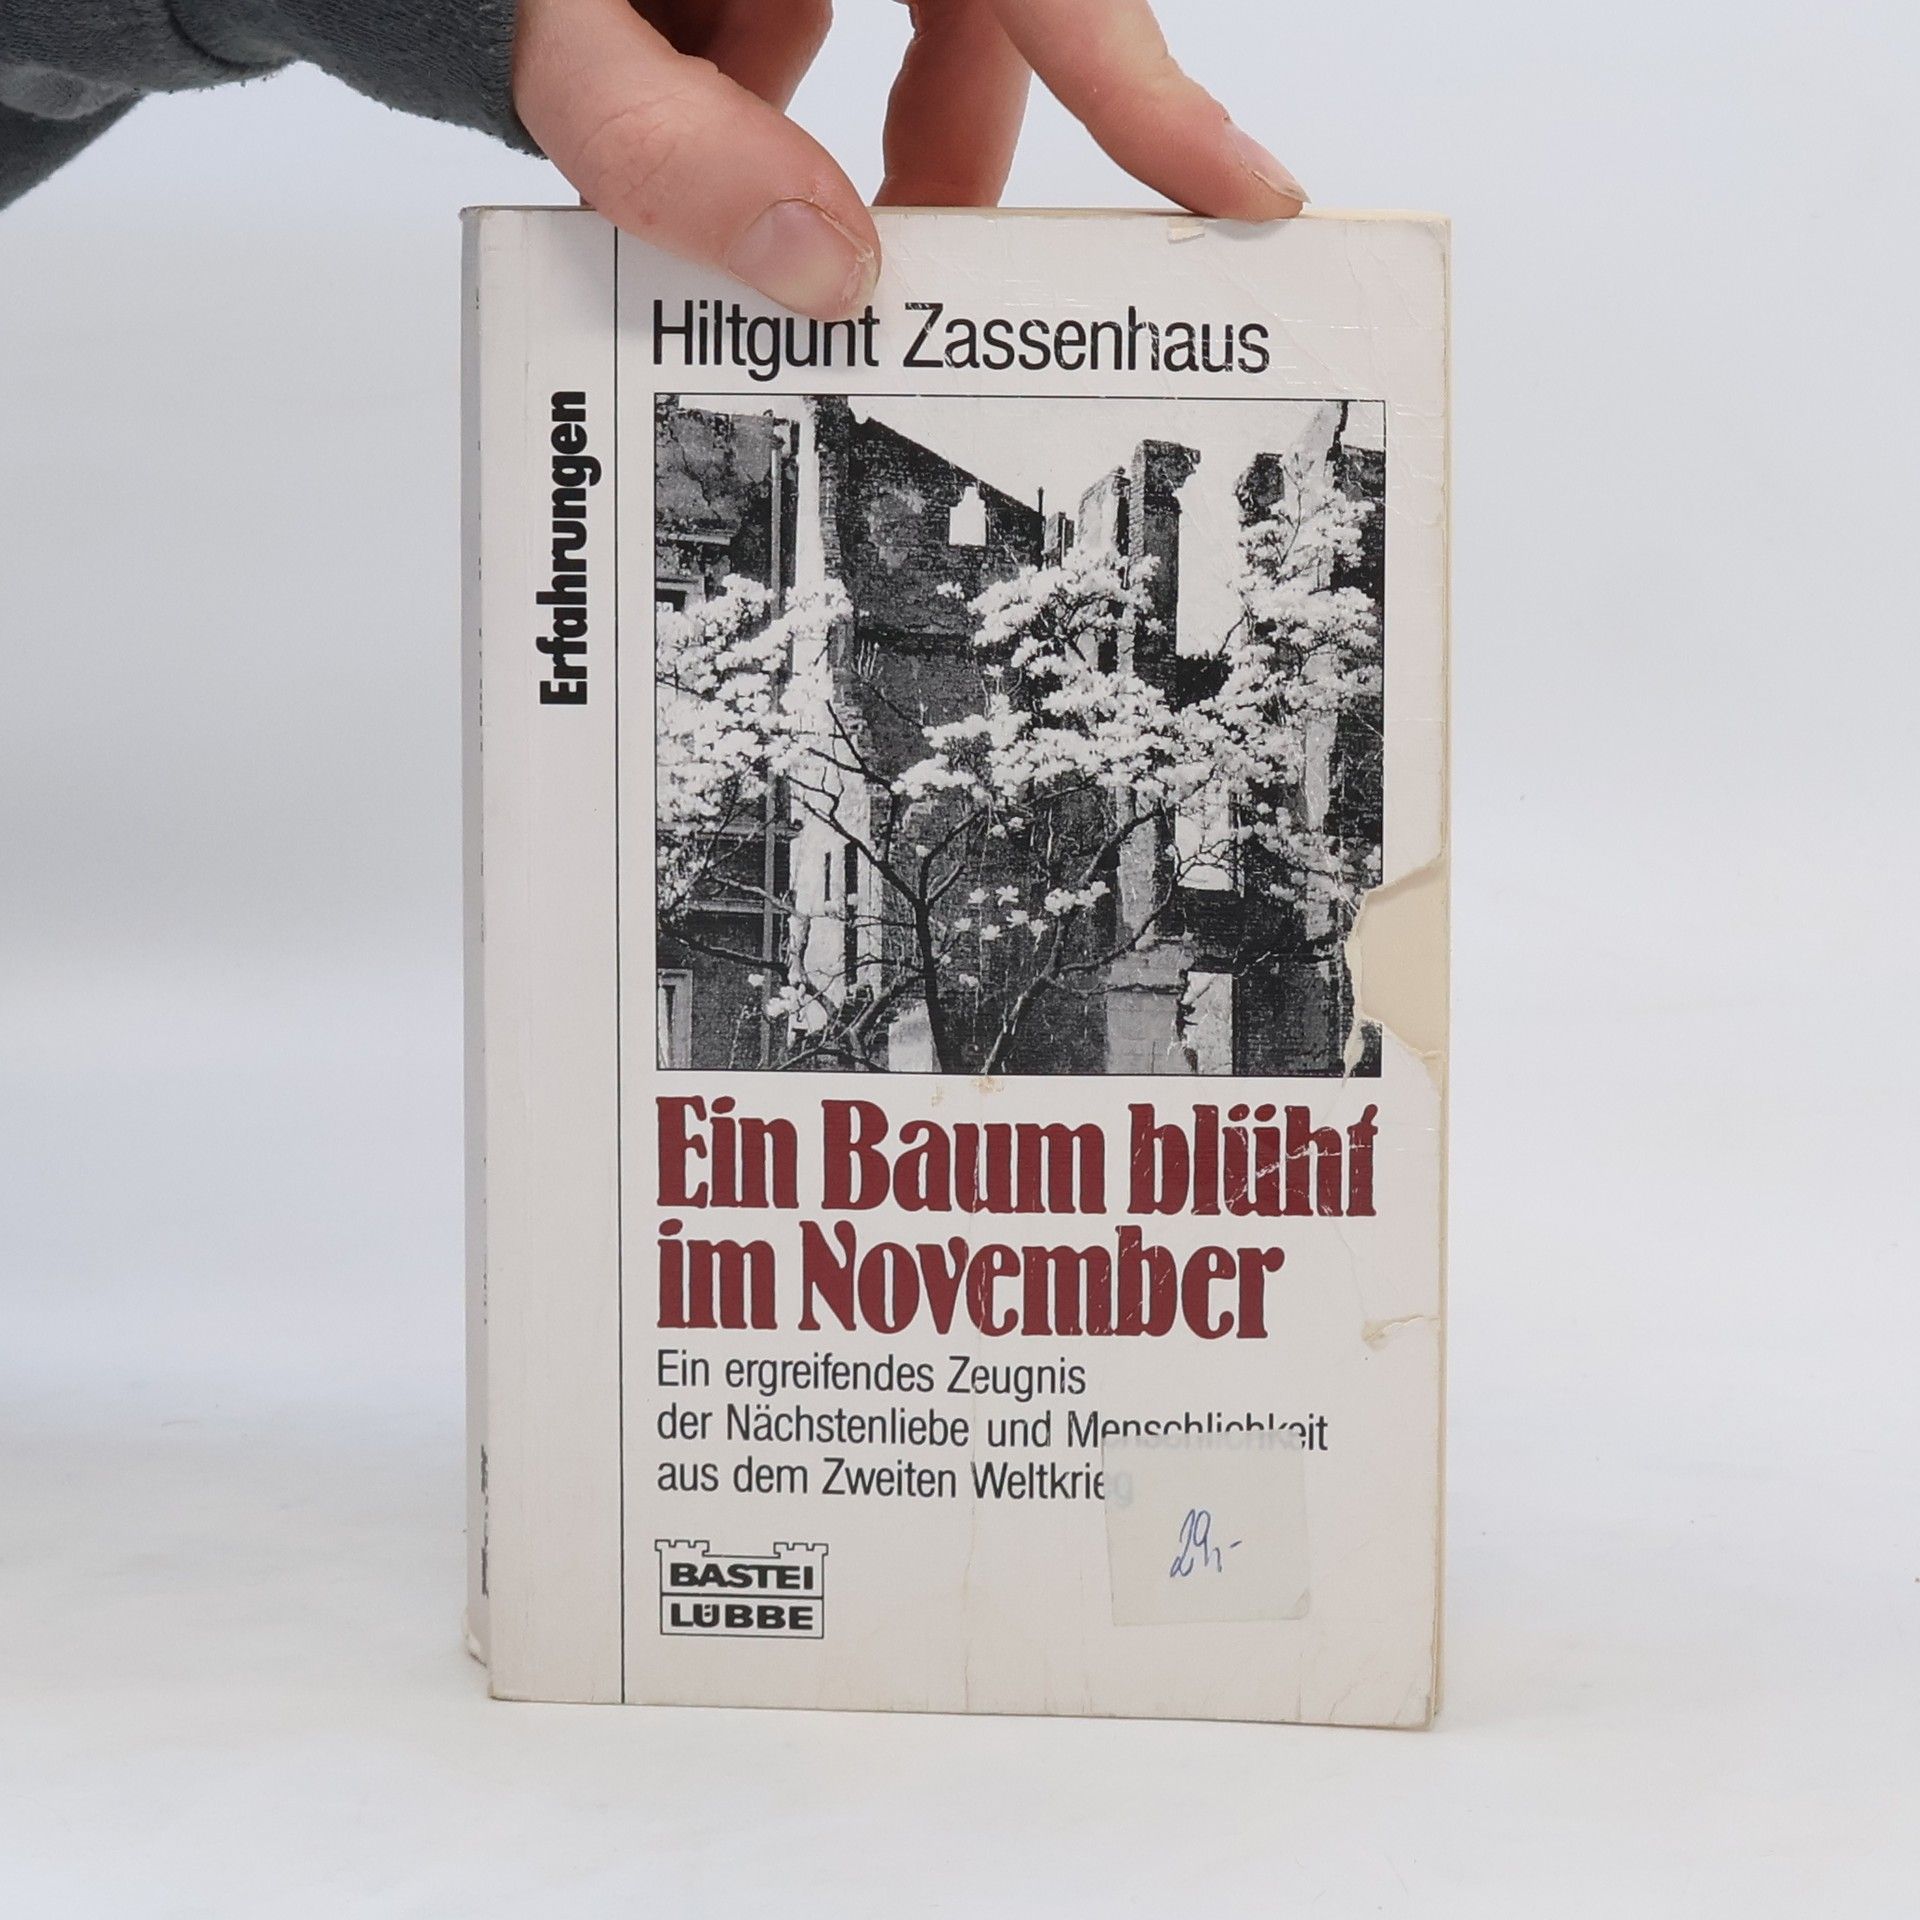 Hiltgunt Zassenhaus
Erfahrungen
Ein Baum blüht
im November
Ein ergreifendes Zeugnis
der Nächstenliebe und Menschlichkeit
aus dem Zweiten Weltkrieg
29,-
BASTEI
LÜBBE